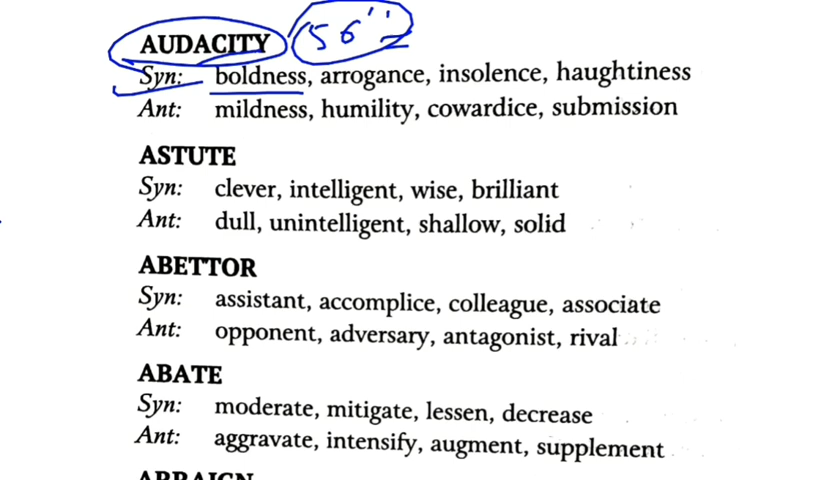 AUDACITY
Syn: boldness, arrogance, insolence, haughtiness
Ant: mildness, humility, cowardice, submission
ASTUTE
Syn: clever, intelligent, wise, brilliant
Ant: dull, unintelligent, shallow, solid
ABETTOR
Syn: assistant, accomplice, colleague, associate
Ant: opponent, adversary, antagonist, rival
ABATE
Syn: moderate, mitigate, lessen, decrease
Ant: aggravate, intensify, augment, supplement